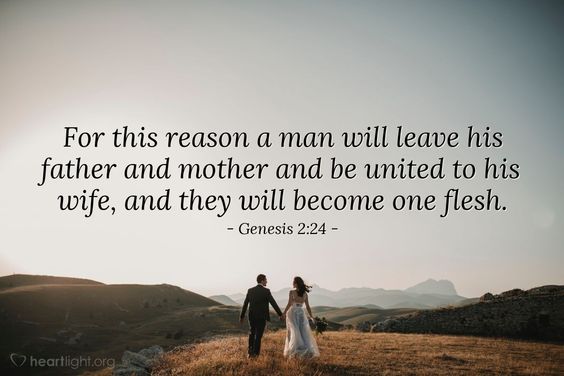 For this reason a man will leave his
father and mother and be united to his
wife, and they will become one flesh.
- Genesis 2:24 -
heartlight.org